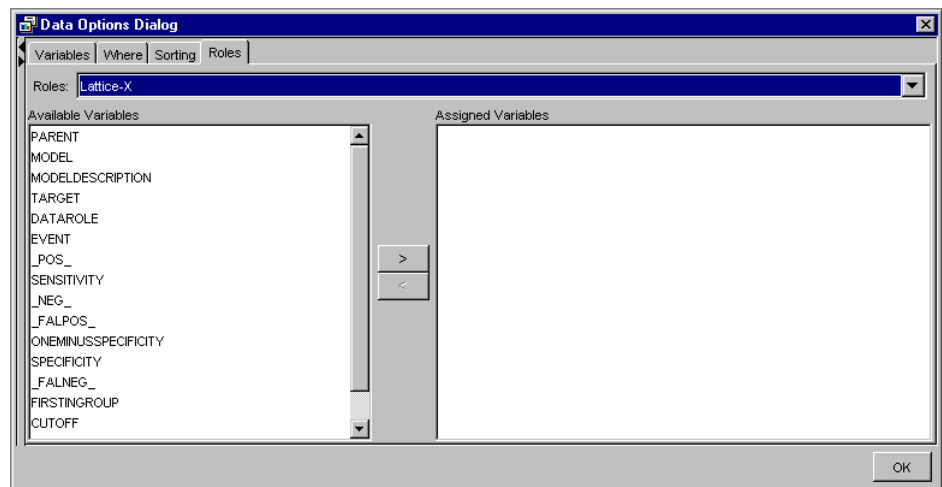 Data Options Dialog
Variables Where Sorting Roles
Roles: Lattice-X
Available Variables Assigned Variables
PARENT
MODEL
MODELDESCRIPTION
TARGET
DATAROLE
EVENT
_POS_
>
SENSITIVITY
<
_NEG_
_FALPOS_
ONEMINUSSPECIFICITY
SPECIFICITY
_FALNEG_
FIRSTINGROUP
CUTOFF
OK